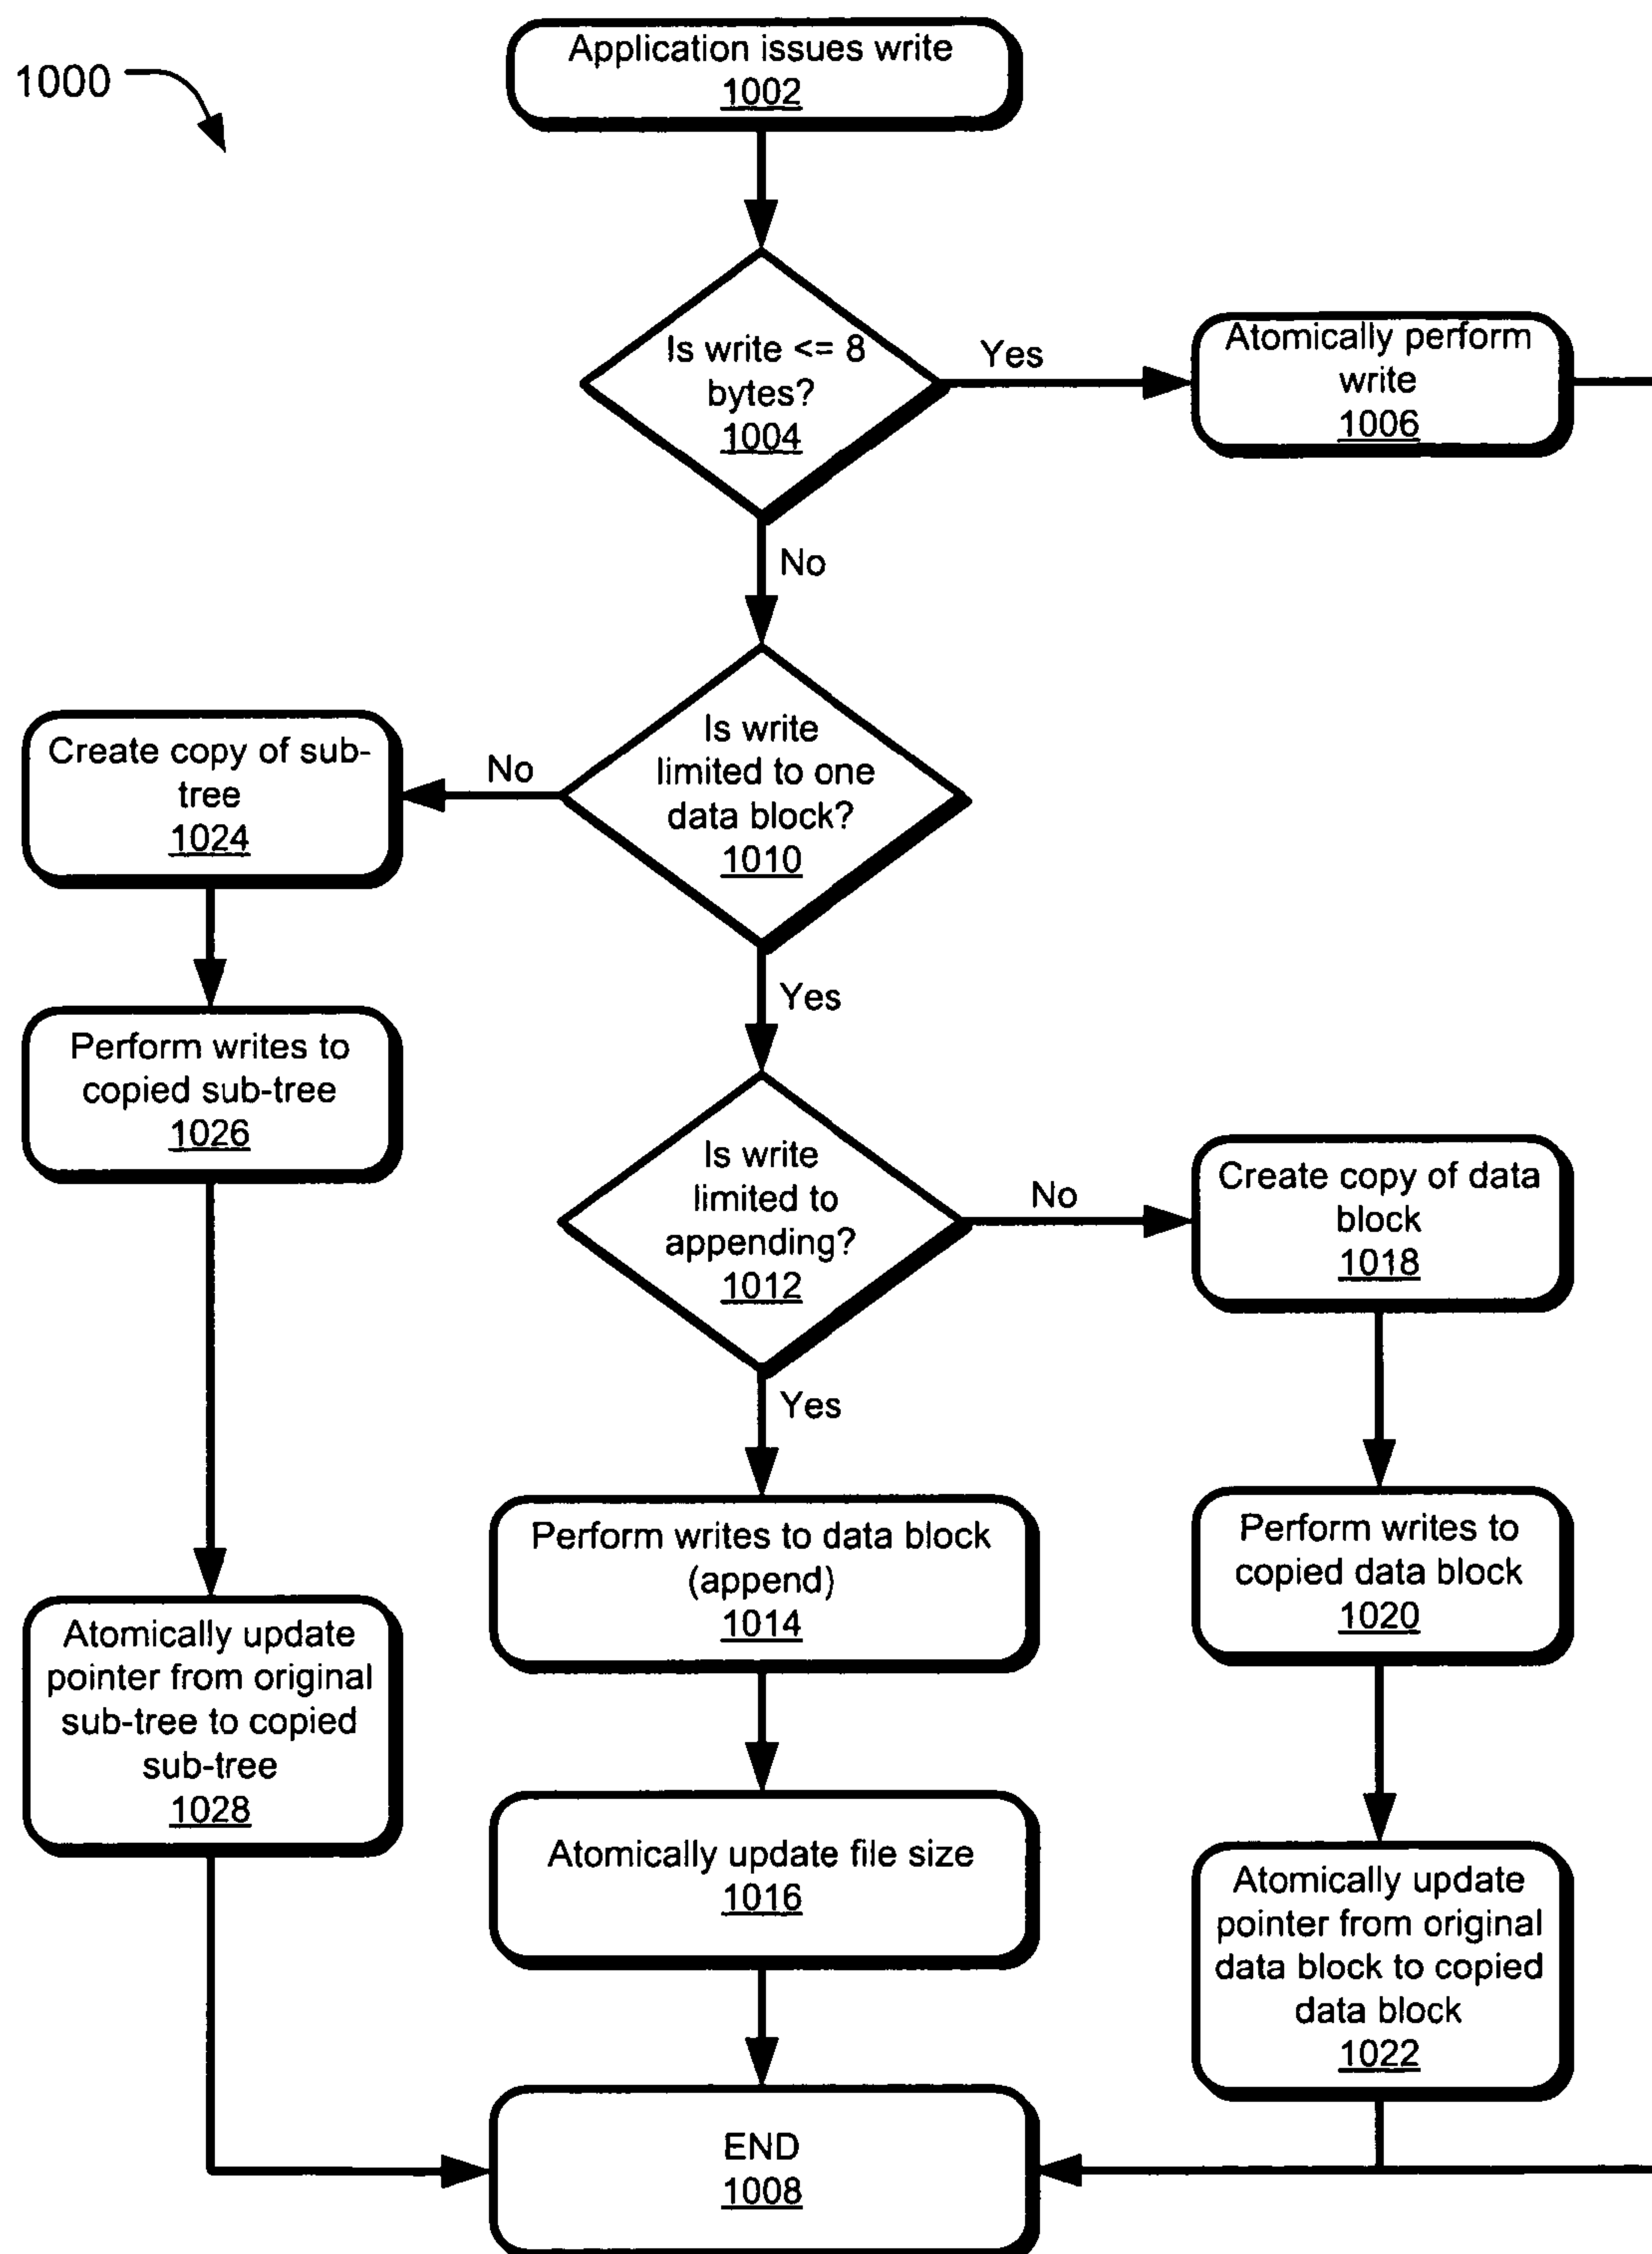 1000
Application issues write
1002
Is write <= 8
bytes?
1004
Yes
Atomically perform
write
1006
No
Is write
limited to one
data block?
1010
No
Create copy of sub-
tree
1024
Yes
Perform writes to
copied sub-tree
1026
Is write
limited to
appending?
1012
No
Create copy of data
block
1018
Yes
Perform writes to data block
(append)
1014
Perform writes to
copied data block
1020
Atomically update
pointer from original
sub-tree to copied
sub-tree
1028
Atomically update file size
1016
Atomically update
pointer from original
data block to copied
data block
1022
END
1008